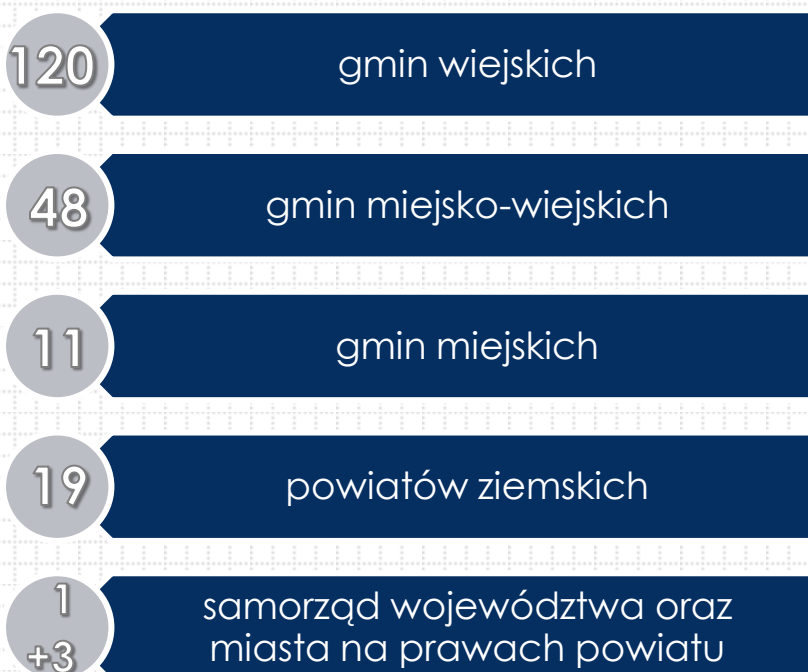 120
gmin wiejskich
48
gmin miejsko-wiejskich
11
gmin miejskich
19
powiatów ziemskich
1
+3
samorząd województwa oraz
miasta na prawach powiatu